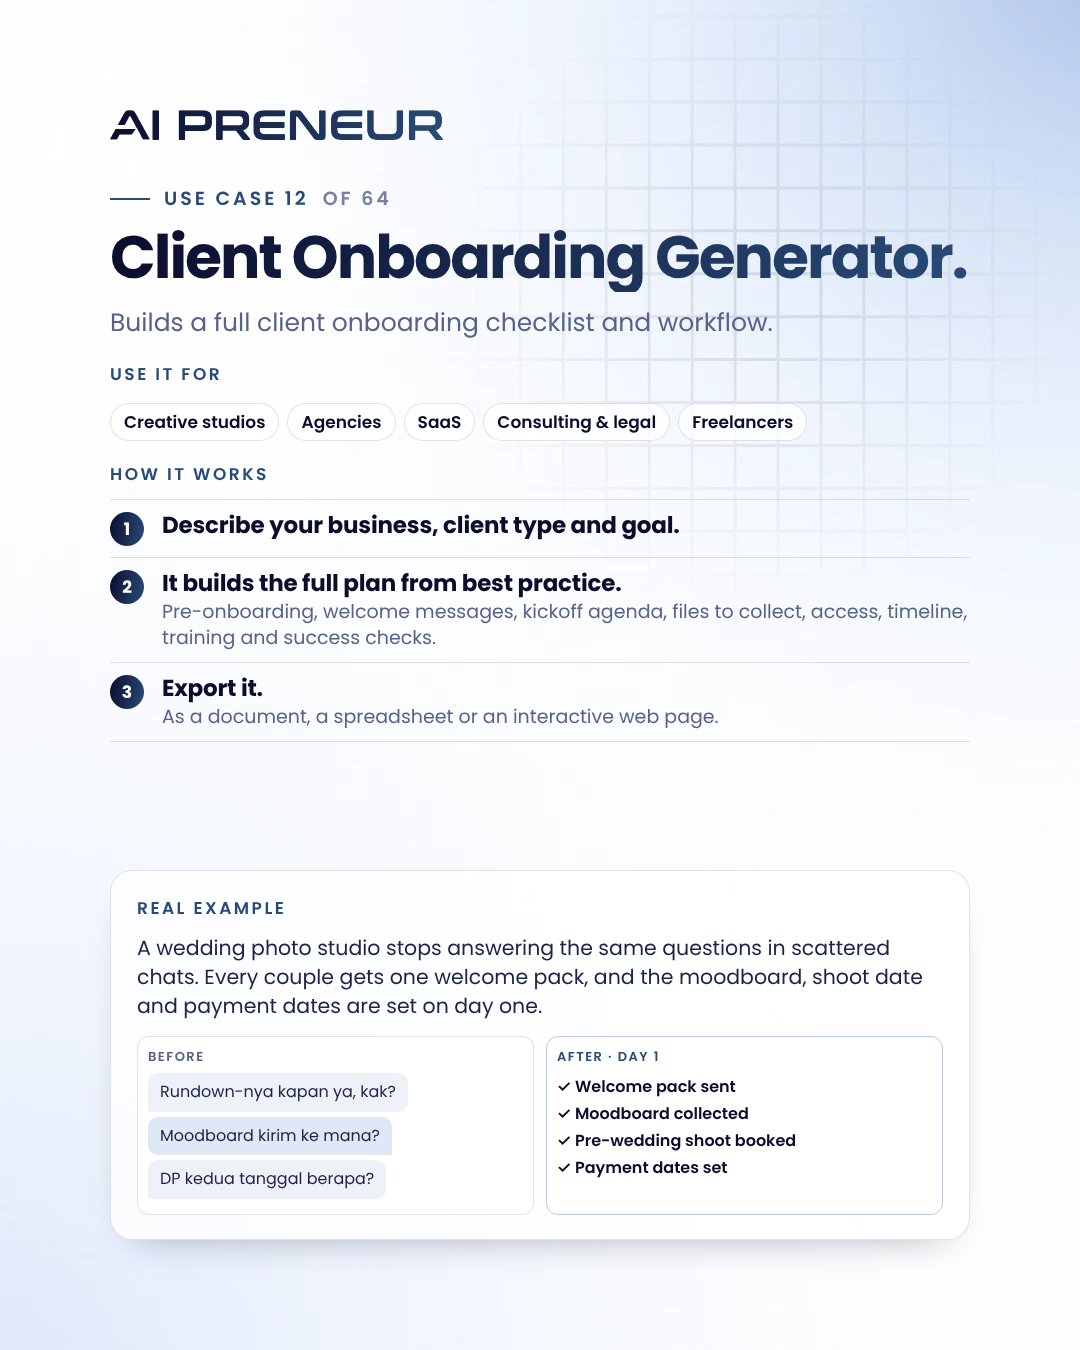 AI PRENEUR
USE CASE 12 OF 64
Client Onboarding Generator.
Builds a full client onboarding checklist and workflow.
USE IT FOR
Creative studios Agencies SaaS Consulting & legal Freelancers
HOW IT WORKS
1 Describe your business, client type and goal.
2 It builds the full plan from best practice.
Pre-onboarding, welcome messages, kickoff agenda, files to collect, access, timeline,
training and success checks.
3 Export it.
As a document, a spreadsheet or an interactive web page.
REAL EXAMPLE
A wedding photo studio stops answering the same questions in scattered
chats. Every couple gets one welcome pack, and the moodboard, shoot date
and payment dates are set on day one.
BEFORE
Rundown-nya kapan ya, kak?
Moodboard kirim ke mana?
DP kedua tanggal berapa?
AFTER · DAY 1
✓ Welcome pack sent
✓ Moodboard collected
✓ Pre-wedding shoot booked
✓ Payment dates set